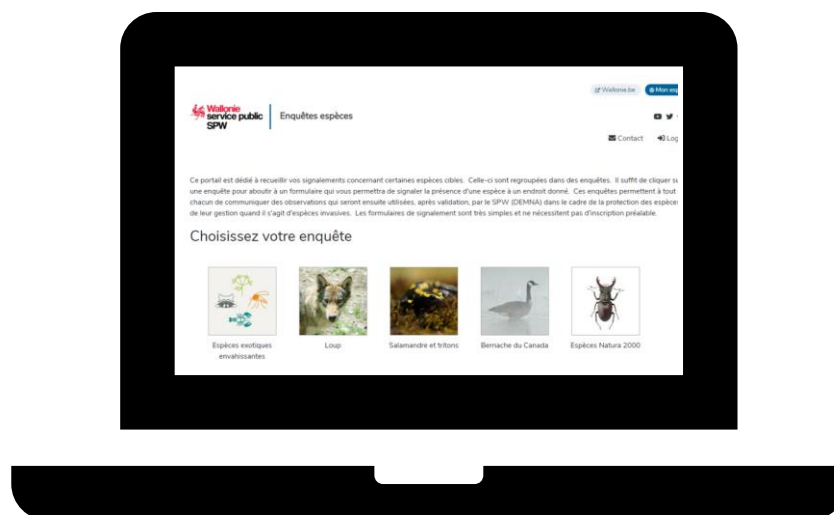 Wallonie.be
Mon esp
Wallonie
service public
SPW
Enquêtes espèces
Contact
Log
Ce portail est dédié à recueillir vos signalements concernant certaines espèces cibles. Celle-ci sont regroupées dans des enquêtes. Il suffit de cliquer su
une enquête pour aboutir à un formulaire qui vous permettra de signaler la présence d'une espèce à un endroit donné. Ces enquêtes permettent à tout
chacun de communiquer des observations qui seront ensuite utilisées, après validation, par le SPW (DEMNA) dans le cadre de la protection des espèces
de leur gestion quand il s'agit d'espèces invasives. Les formulaires de signalement sont très simples et ne nécessitent pas d'inscription préalable.
Choisissez votre enquête
Espèces exotiques
envahissantes
Loup
Salamandre et tritons
Bernache du Canada
Espèces Natura 2000